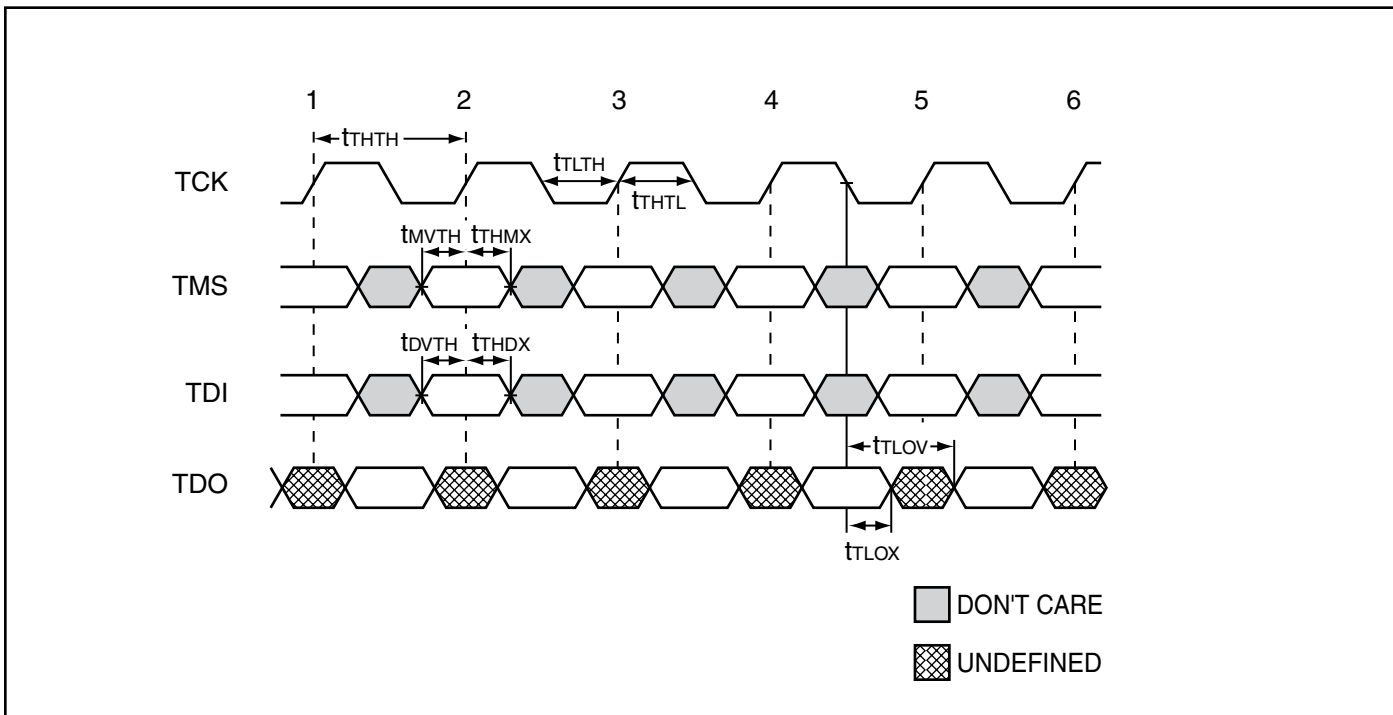 1 2 3 4 5 6
tTHTH
tTLTH
TCK
tTHTL
tMVTH tTHMX
TMS
tDVTH tTHDX
TDI
tTLOV
TDO
tTLOX
DON'T CARE
UNDEFINED